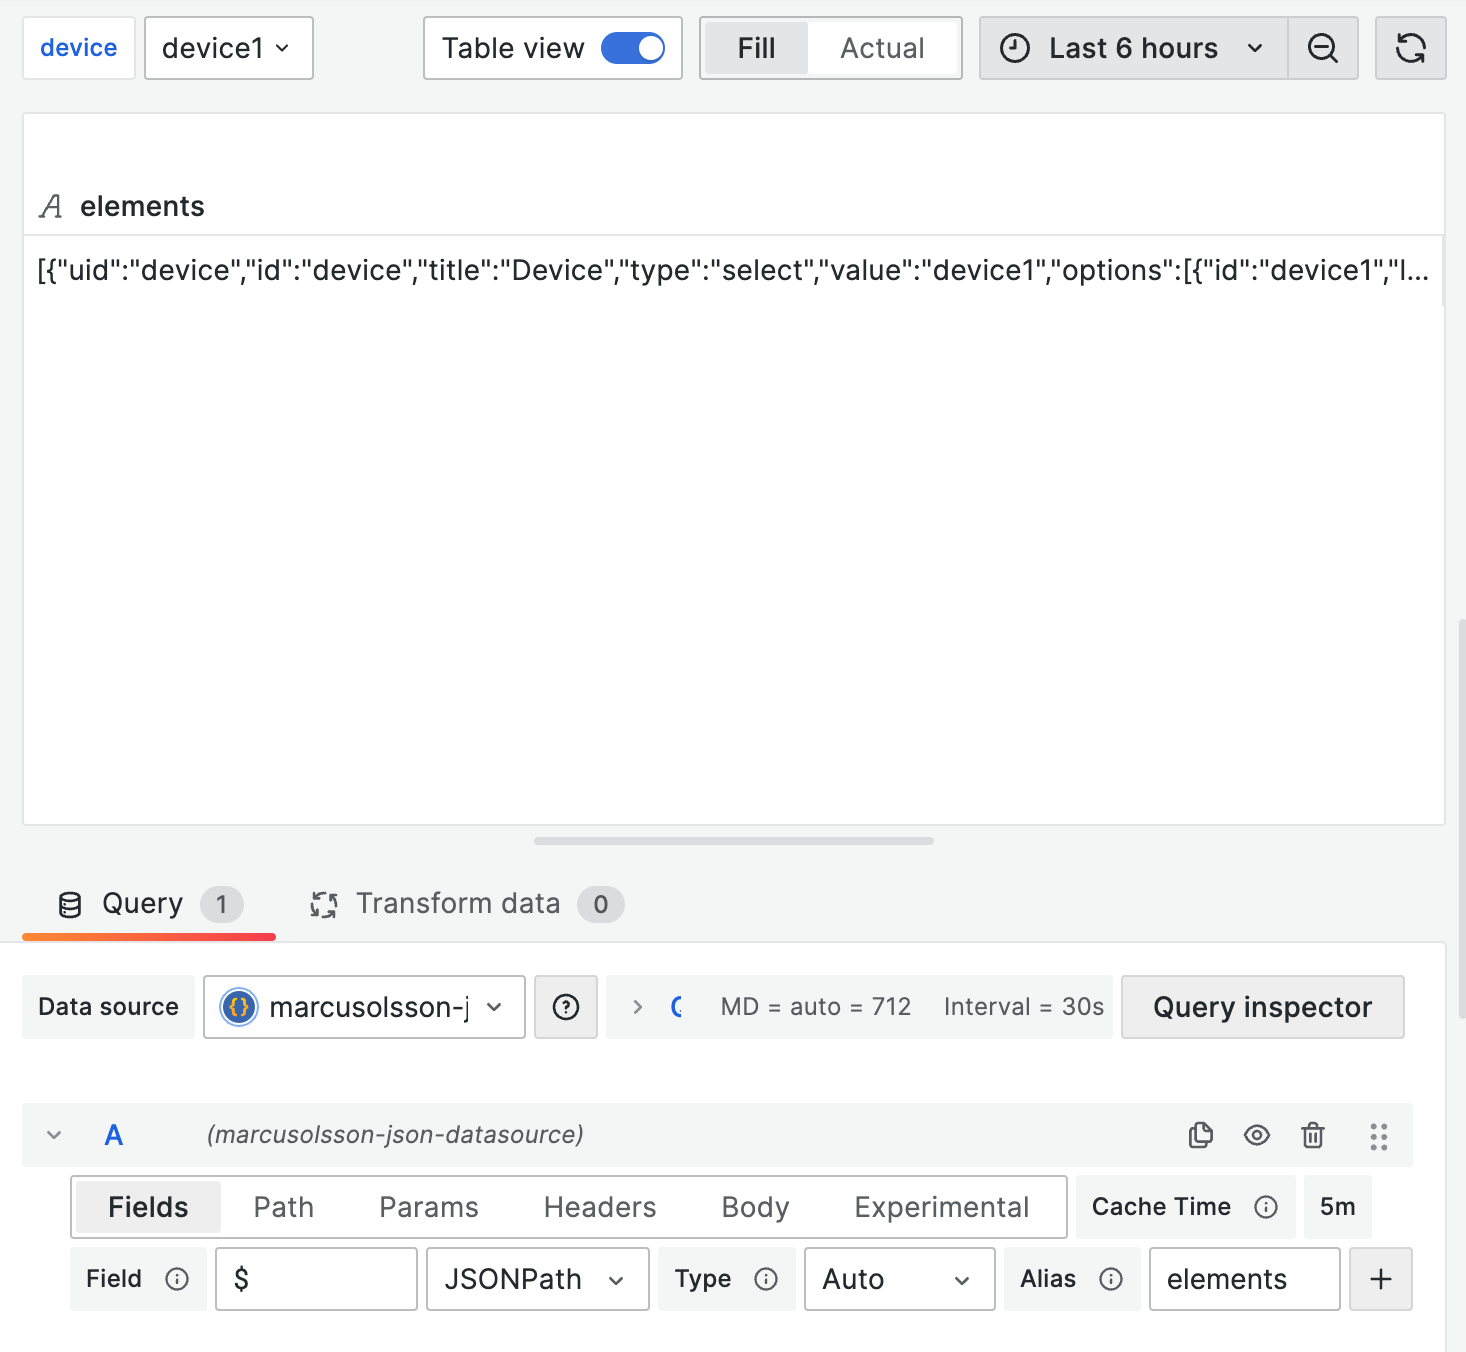 device device1 Table view Fill Actual Last 6 hours
elements
[{"uid":"device","id":"device","title":"Device","type":"select","value":"device1","options":[{"id":"device1","l...
Query 1 Transform data 0
Data source {} marcusolsson-j MD = auto = 712 Interval = 30s Query inspector
A (marcusolsson-json-datasource)
Fields Path Params Headers Body Experimental Cache Time 5m
Field $ JSONPath Type Auto Alias elements +